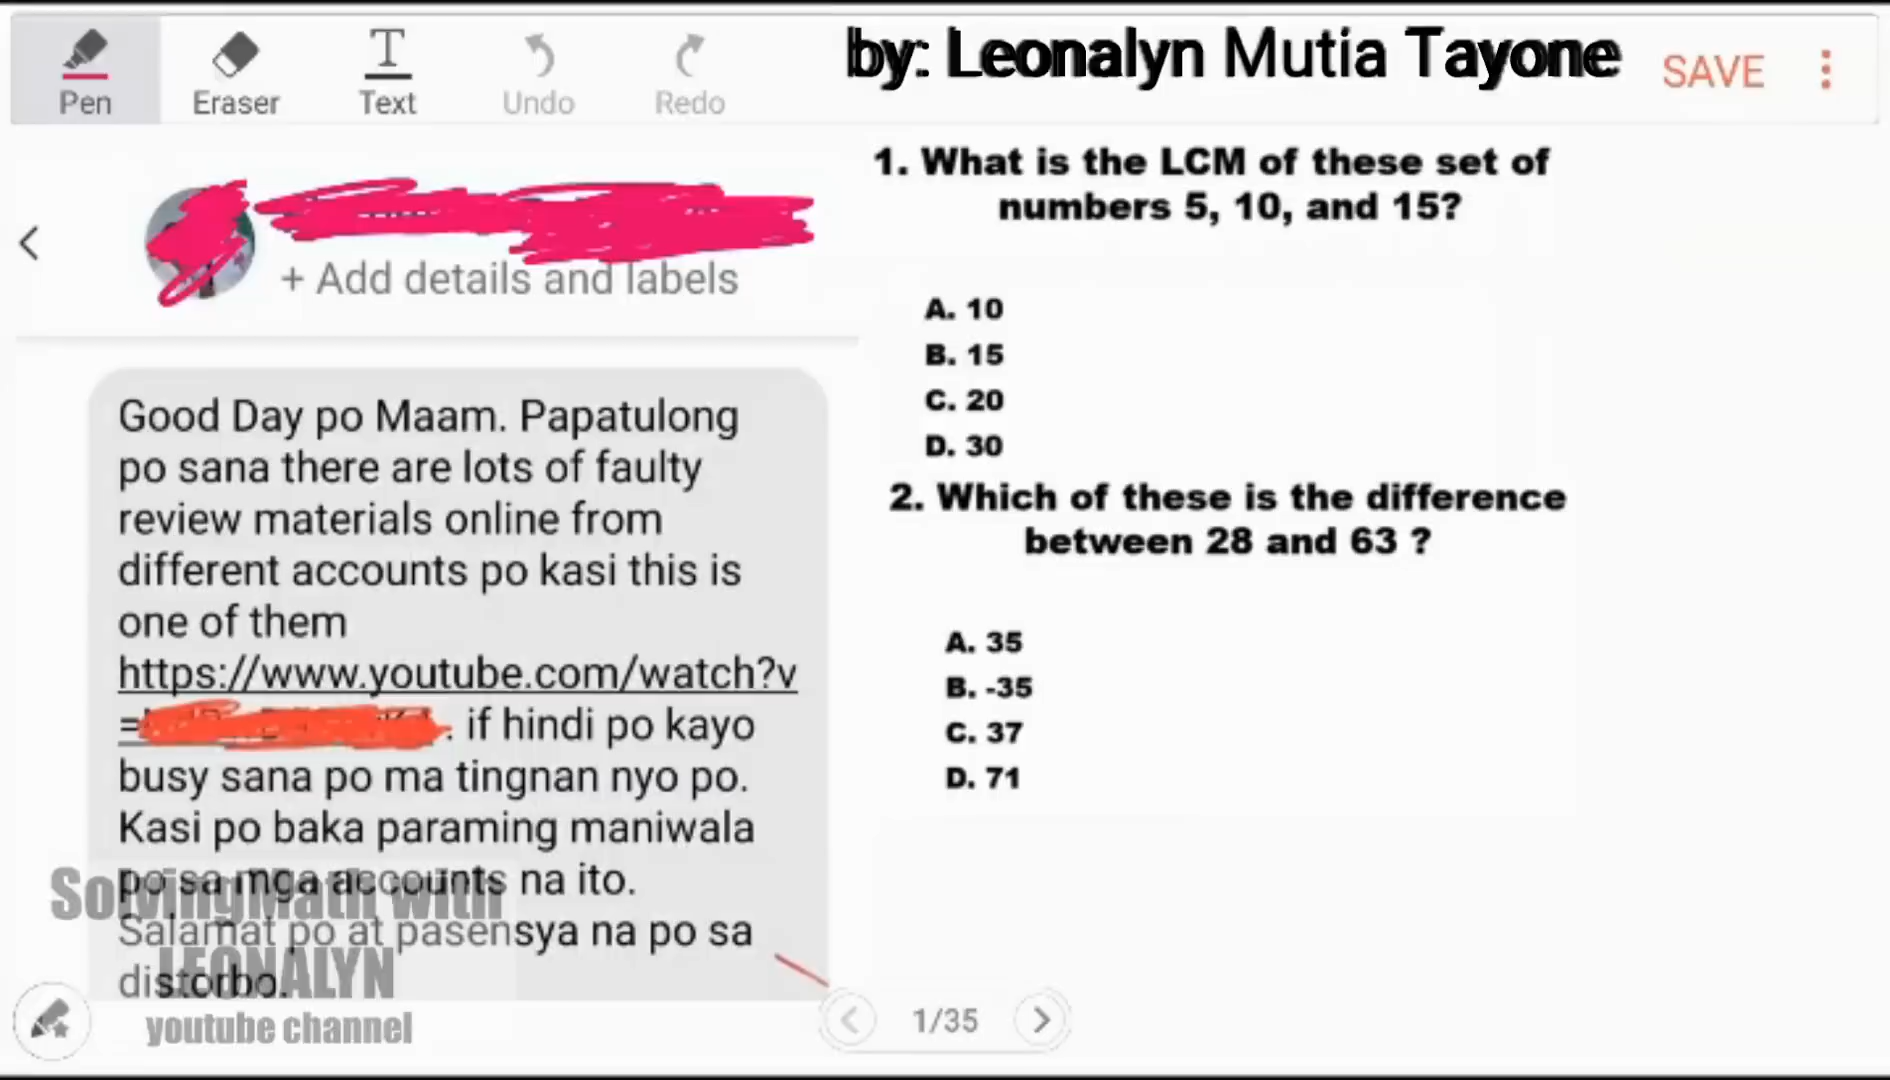 Pen
Eraser
Text
Undo
Redo
by: Leonalyn Mutia Tayone
SAVE
+ Add details and labels
Good Day po Maam. Papatulong
po sana there are lots of faulty
review materials online from
different accounts po kasi this is
one of them
https://www.youtube.com/watch?v
=
. if hindi po kayo
busy sana po ma tingnan nyo po.
Kasi po baka paraming maniwala
po sa mga accounts na ito.
Salamat po at pasensya na po sa
distorbo.
SolvingMath with
LEONALYN
youtube channel
1. What is the LCM of these set of
numbers 5, 10, and 15?
A. 10
B. 15
C. 20
D. 30
2. Which of these is the difference
between 28 and 63 ?
A. 35
B. -35
C. 37
D. 71
1/35